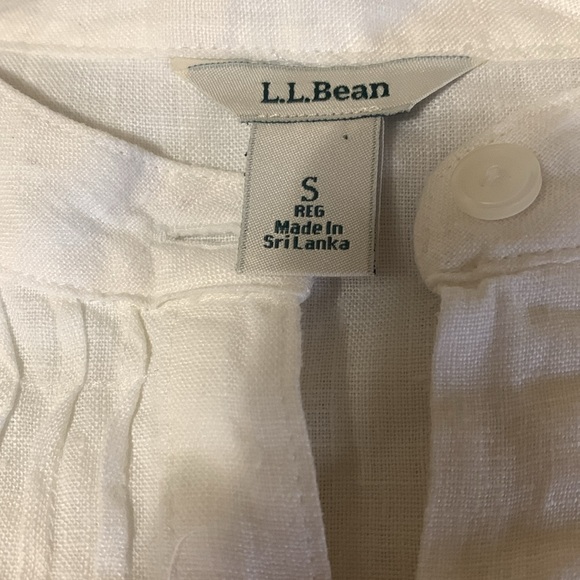 L.L.Bean
S
REG
Made In
Sri Lanka